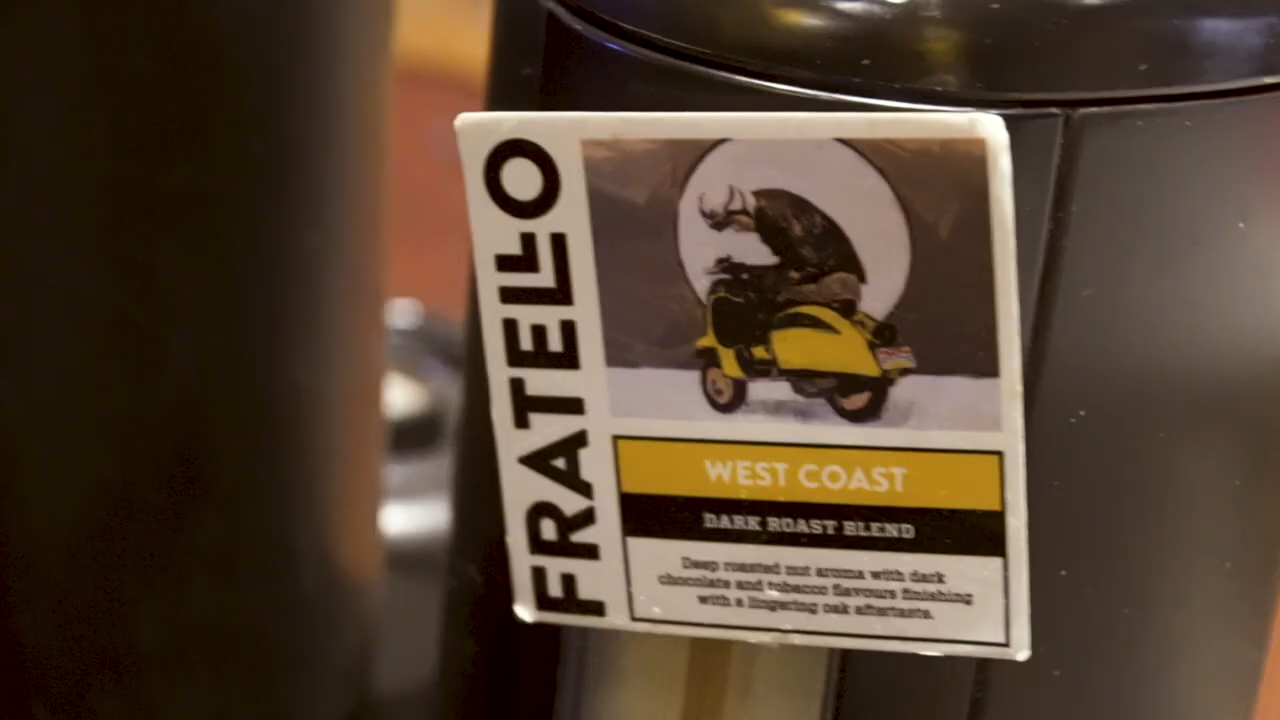 FRATELLO
WEST COAST
DARK ROAST BLEND
Deep roasted nut aroma with dark
chocolate and tobacco flavours finishing
with a lingering oak aftertaste.